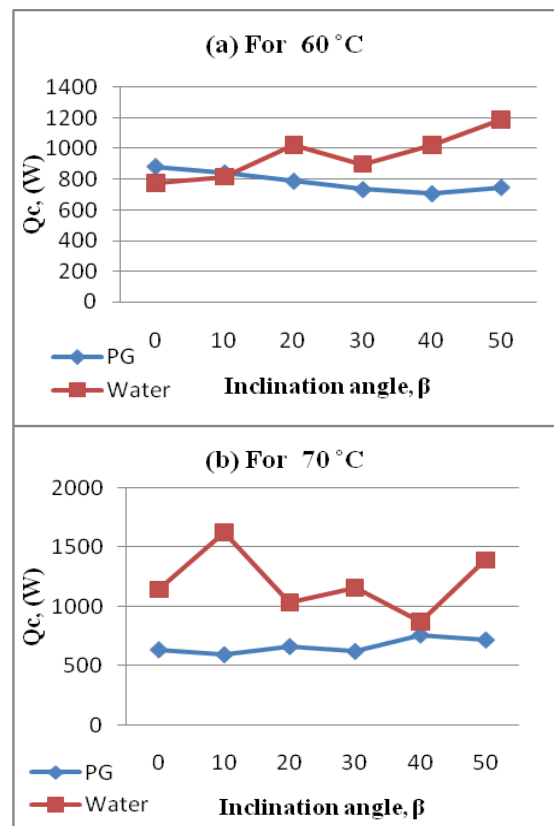 (a) For 60 °C
1400
1200
1000
800
600
400
200
0
Qc, (W)
0 10 20 30 40 50
PG
Water
Inclination angle, β
(b) For 70 °C
2000
1500
1000
500
0
Qc, (W)
0 10 20 30 40 50
PG
Water
Inclination angle, β